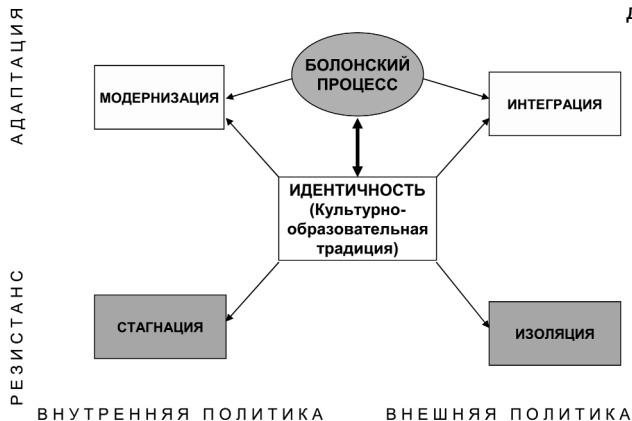 Д
АДАПТАЦИЯ
БОЛОНСКИЙ
ПРОЦЕСС
МОДЕРНИЗАЦИЯ
ИНТЕГРАЦИЯ
ИДЕНТИЧНОСТЬ
(Культурно-
образовательная
традиция)
РЕЗИСТАНС
СТАГНАЦИЯ
ИЗОЛЯЦИЯ
ВНУТРЕННЯЯ ПОЛИТИКА
ВНЕШНЯЯ ПОЛИТИКА